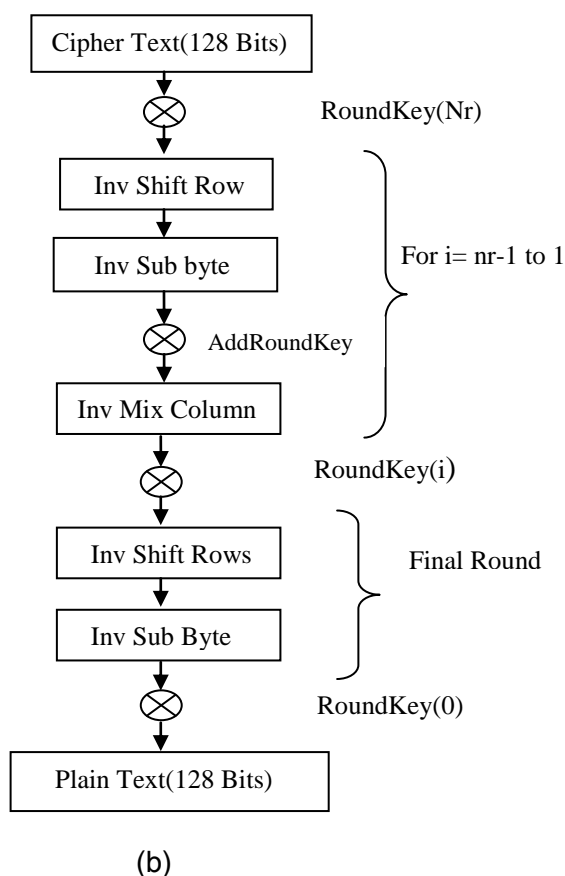 Cipher Text(128 Bits)
RoundKey(Nr)
Inv Shift Row
Inv Sub byte
For i= nr-1 to 1
AddRoundKey
Inv Mix Column
RoundKey(i)
Inv Shift Rows
Final Round
Inv Sub Byte
RoundKey(0)
Plain Text(128 Bits)
(b)